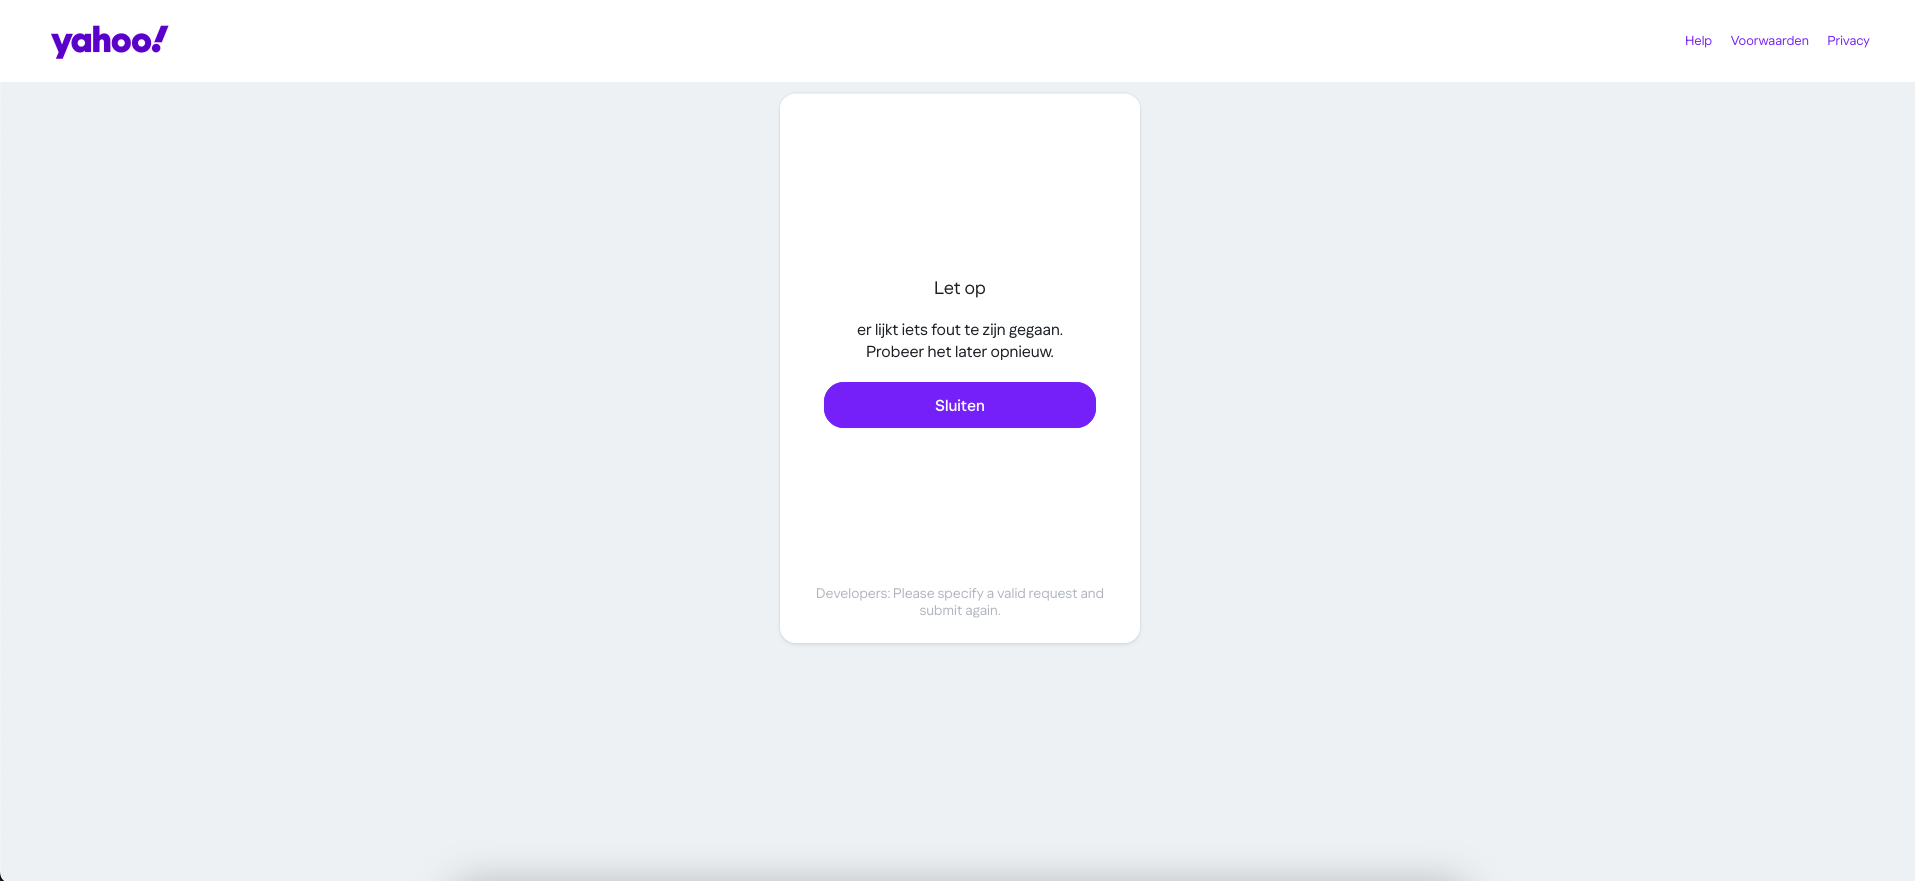 yahoo!
Help Voorwaarden Privacy
Let op
er lijkt iets fout te zijn gegaan.
Probeer het later opnieuw.
Sluiten
Developers: Please specify a valid request and
submit again.